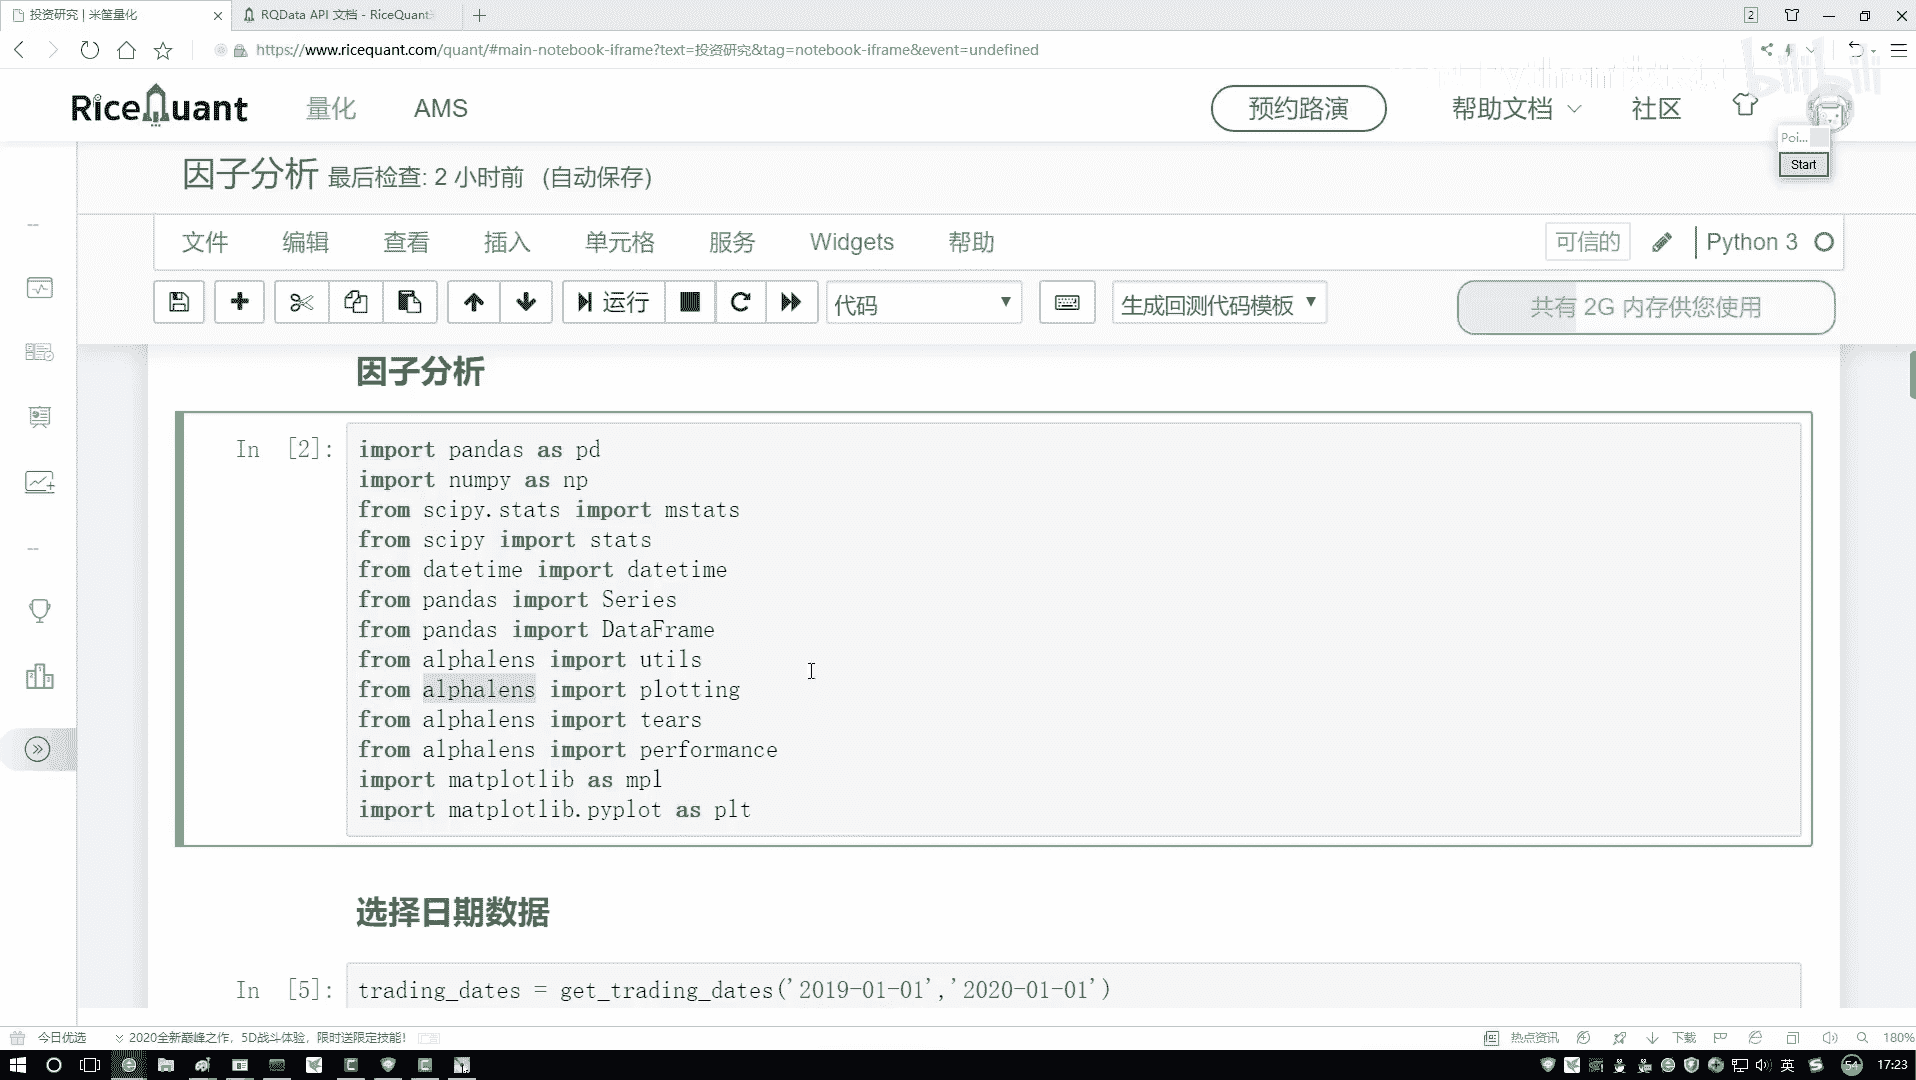 投资研究 | 米筐量化
RQData API 文档 - RiceQuant
2
https://www.ricequant.com/quant/#main-notebook-iframe?text=投资研究&tag=notebook-iframe&event=undefined
bilibili
RiceQuant 量化 AMS 预约路演 帮助文档 社区
Poi...
Start
因子分析 最后检查: 2 小时前 (自动保存)
文件 编辑 查看 插入 单元格 服务 Widgets 帮助 可信的 Python 3
运行 代码 生成回测代码模板 共有 2G 内存供您使用
因子分析
In [2]: import pandas as pd
import numpy as np
from scipy.stats import mstats
from scipy import stats
from datetime import datetime
from pandas import Series
from pandas import DataFrame
from alphalens import utils
from alphalens import plotting
from alphalens import tears
from alphalens import performance
import matplotlib as mpl
import matplotlib.pyplot as plt
选择日期数据
In [5]: trading_dates = get_trading_dates('2019-01-01','2020-01-01')
今日优选 2020全新巅峰之作，5D战斗体验，限时送限定技能! 热点资讯 下载 180%
英 54 17:23